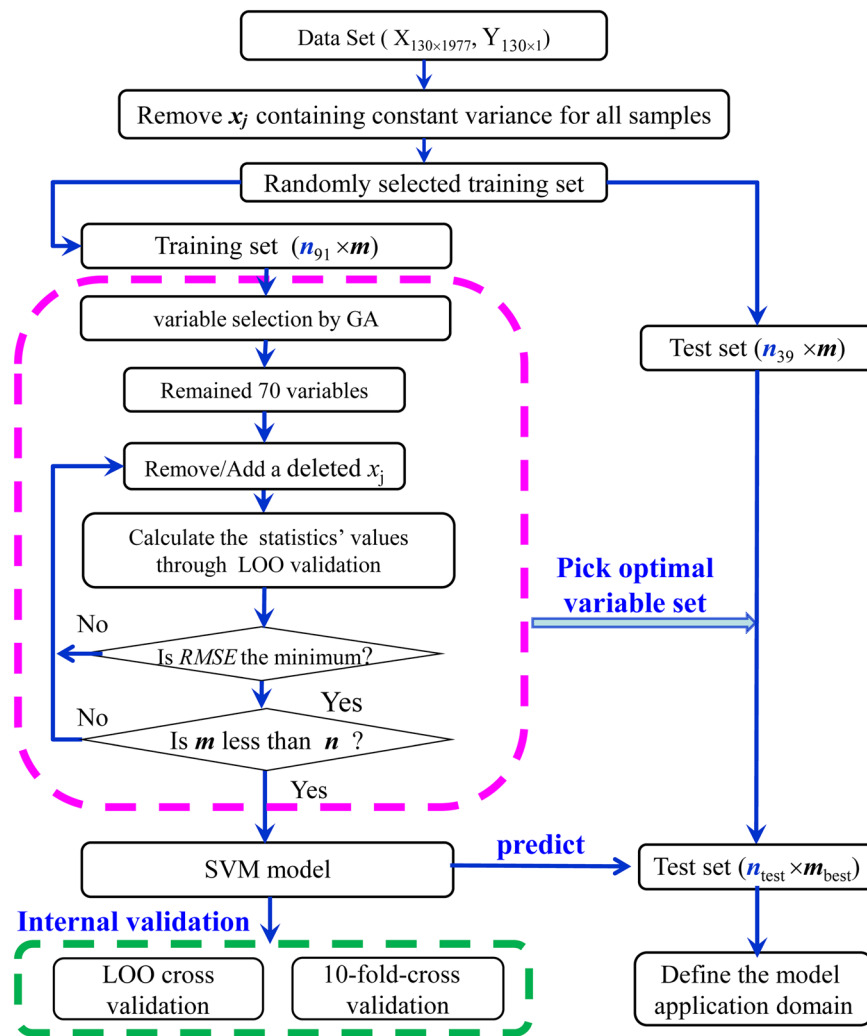 Data Set ( X130×1977, Y130×1)
Remove xj containing constant variance for all samples
Randomly selected training set
Training set (n91 ×m)
variable selection by GA
Test set (n39 ×m)
Remained 70 variables
Remove/Add a deleted xj
Calculate the statistics' values
through LOO validation
Pick optimal
variable set
No
Is RMSE the minimum?
Yes
No
Is m less than n ?
Yes
SVM model
predict
Test set (ntest×mbest)
Internal validation
LOO cross
validation
10-fold-cross
validation
Define the model
application domain